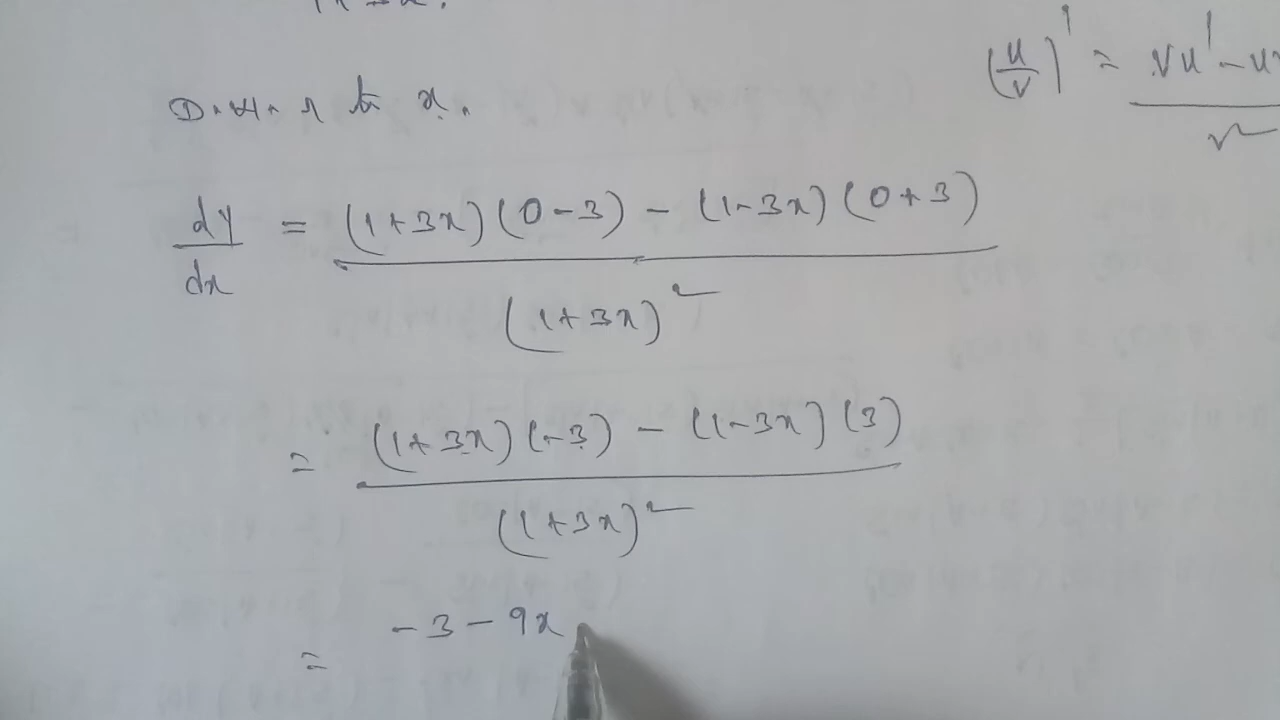 D.w.r to x.
(u/v)' = vu' - u
dy/dx = (1+3x)(0-3) - (1-3x)(0+3) / (1+3x)²
= (1+3x)(-3) - (1-3x)(3) / (1+3x)²
= -3 - 9x